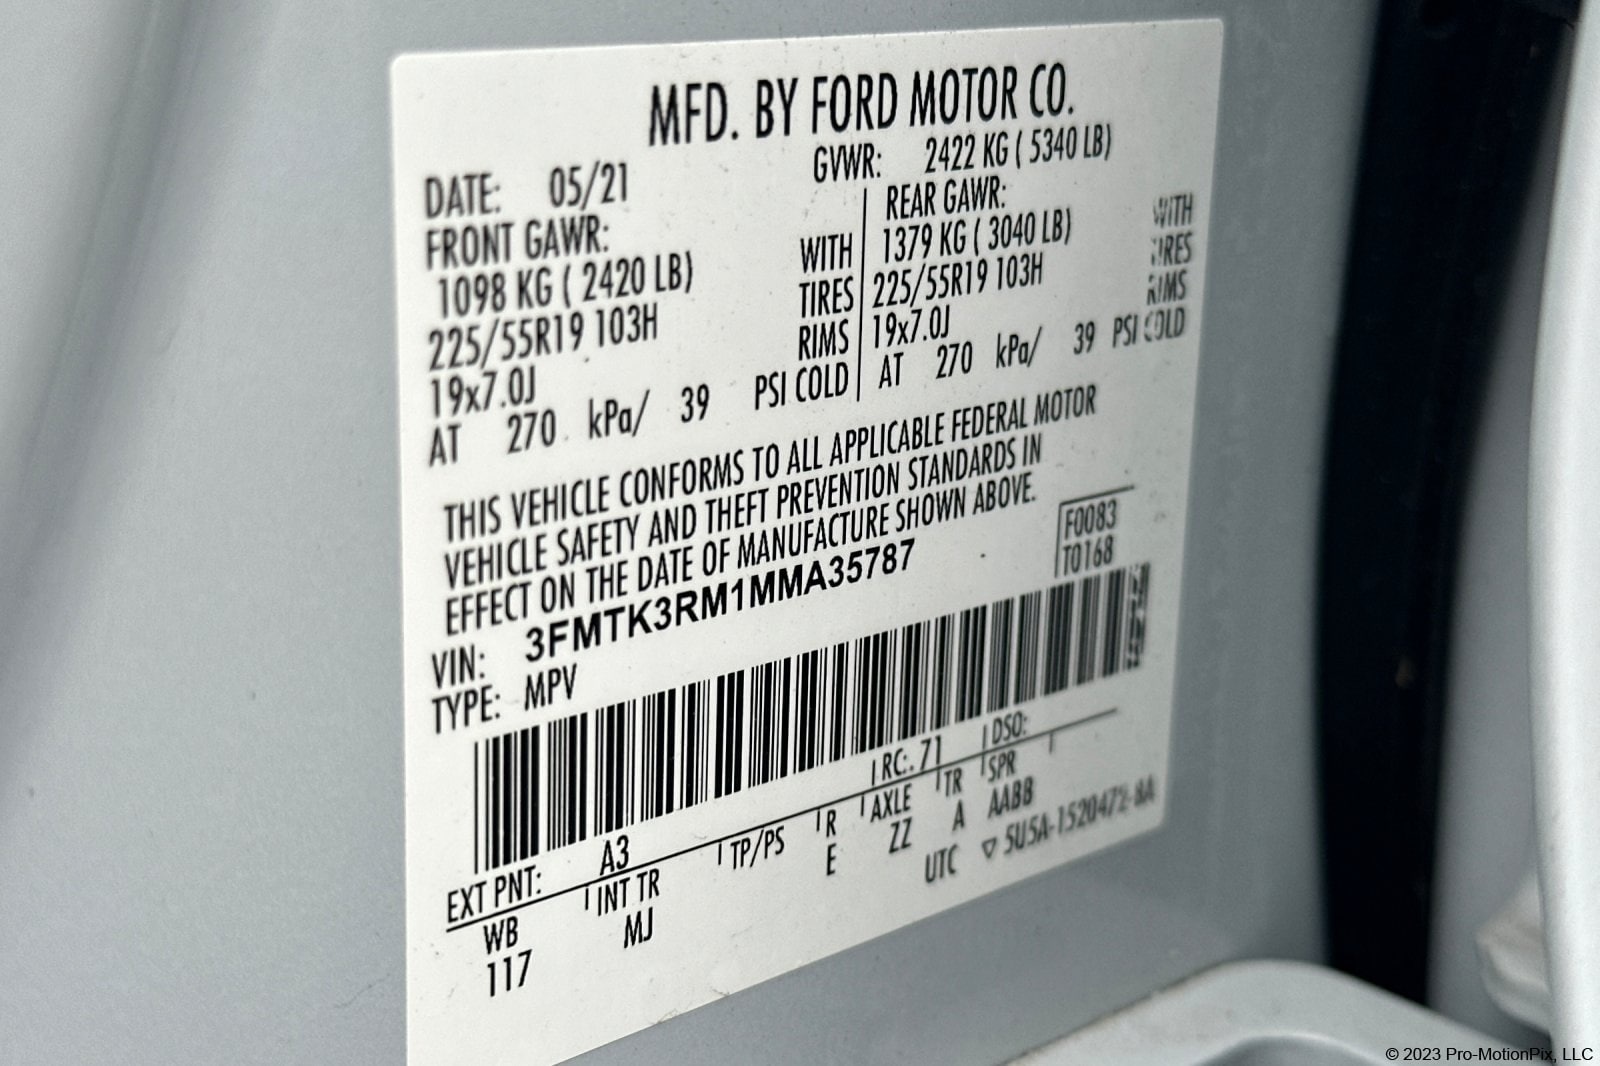 MFD. BY FORD MOTOR CO.
DATE: 05/21 GVWR: 2422 KG ( 5340 LB)
FRONT GAWR: REAR GAWR:
1098 KG ( 2420 LB) WITH 1379 KG ( 3040 LB) WITH
225/55R19 103H TIRES 225/55R19 103H TIRES
19x7.0J RIMS 19x7.0J RIMS
AT 270 kPa/ 39 PSI COLD AT 270 kPa/ 39 PSI COLD
THIS VEHICLE CONFORMS TO ALL APPLICABLE FEDERAL MOTOR
VEHICLE SAFETY AND THEFT PREVENTION STANDARDS IN
EFFECT ON THE DATE OF MANUFACTURE SHOWN ABOVE.
F0083
VIN: 3FMTK3RM1MMA35787 T0168
TYPE: MPV
EXT PNT: A3 RC: 71 DSO:
WB INT TR TP/PS R AXLE TR SPR
117 MJ E ZZ A AABB
UTC ▽ 5U5A-1520472-BA
© 2023 Pro-MotionPix, LLC